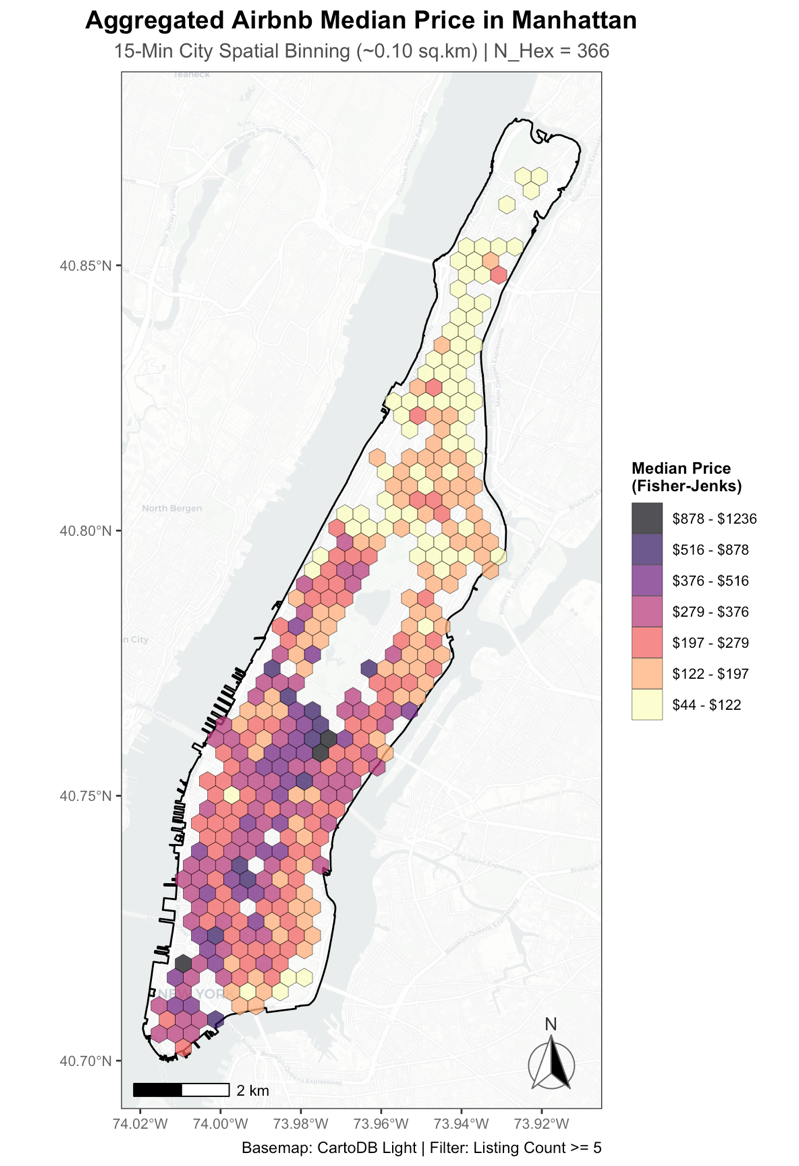 Aggregated Airbnb Median Price in Manhattan
15-Min City Spatial Binning (~0.10 sq.km) | N_Hex = 366
Teaneck
40.85°N
Median Price
(Fisher-Jenks)
$878 - $1236
North Bergen
40.80°N
$516 - $878
$376 - $516
$279 - $376
$197 - $279
n City
$122 - $197
$44 - $122
40.75°N
NEW YORK
N
40.70°N
2 km
74.02°W 74.00°W 73.98°W 73.96°W 73.94°W 73.92°W
Basemap: CartoDB Light | Filter: Listing Count >= 5